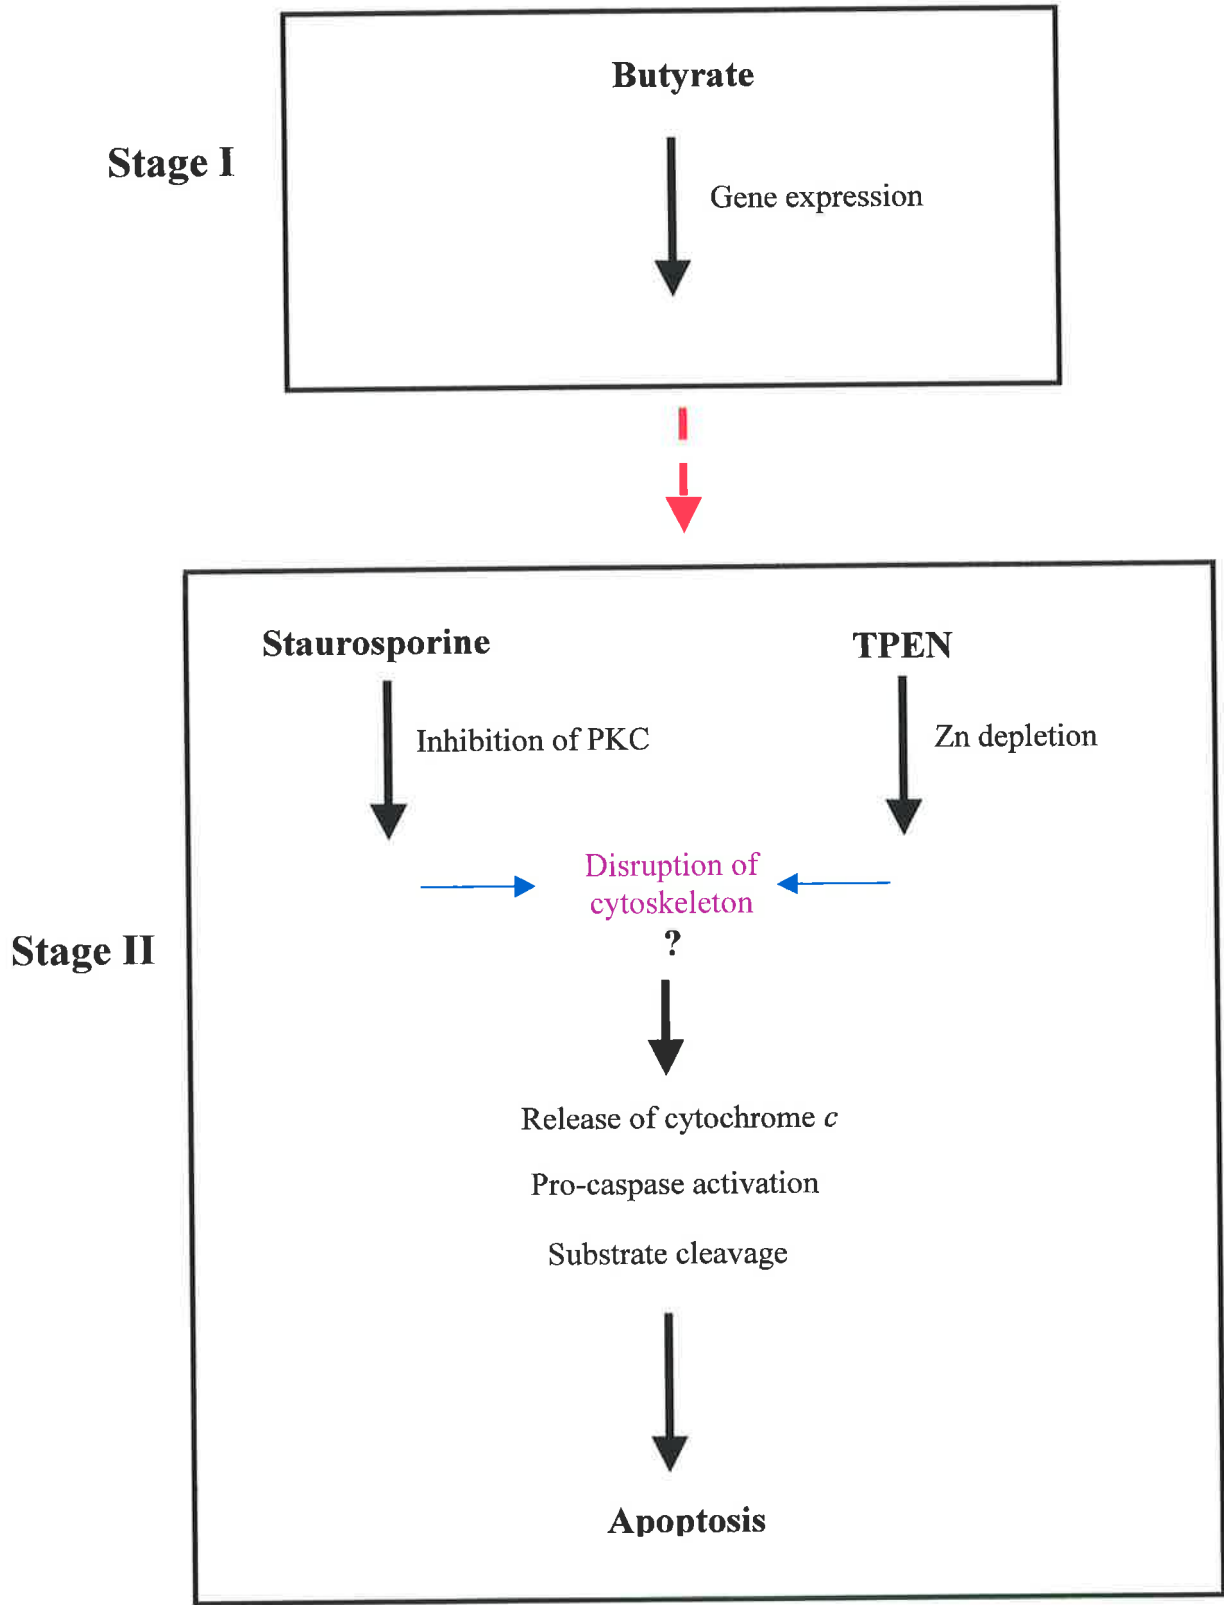 Butyrate
Stage I
Gene expression
Staurosporine
TPEN
Inhibition of PKC
Zn depletion
Disruption of
cytoskeleton
?
Stage II
Release of cytochrome c
Pro-caspase activation
Substrate cleavage
Apoptosis